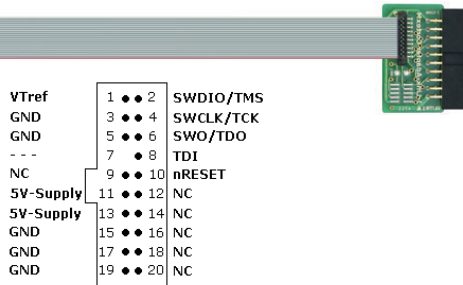 VTref 1 2 SWDIO/TMS
GND 3 4 SWCLK/TCK
GND 5 6 SWO/TDO
--- 7 8 TDI
NC 9 10 nRESET
5V-Supply 11 12 NC
5V-Supply 13 14 NC
GND 15 16 NC
GND 17 18 NC
GND 19 20 NC